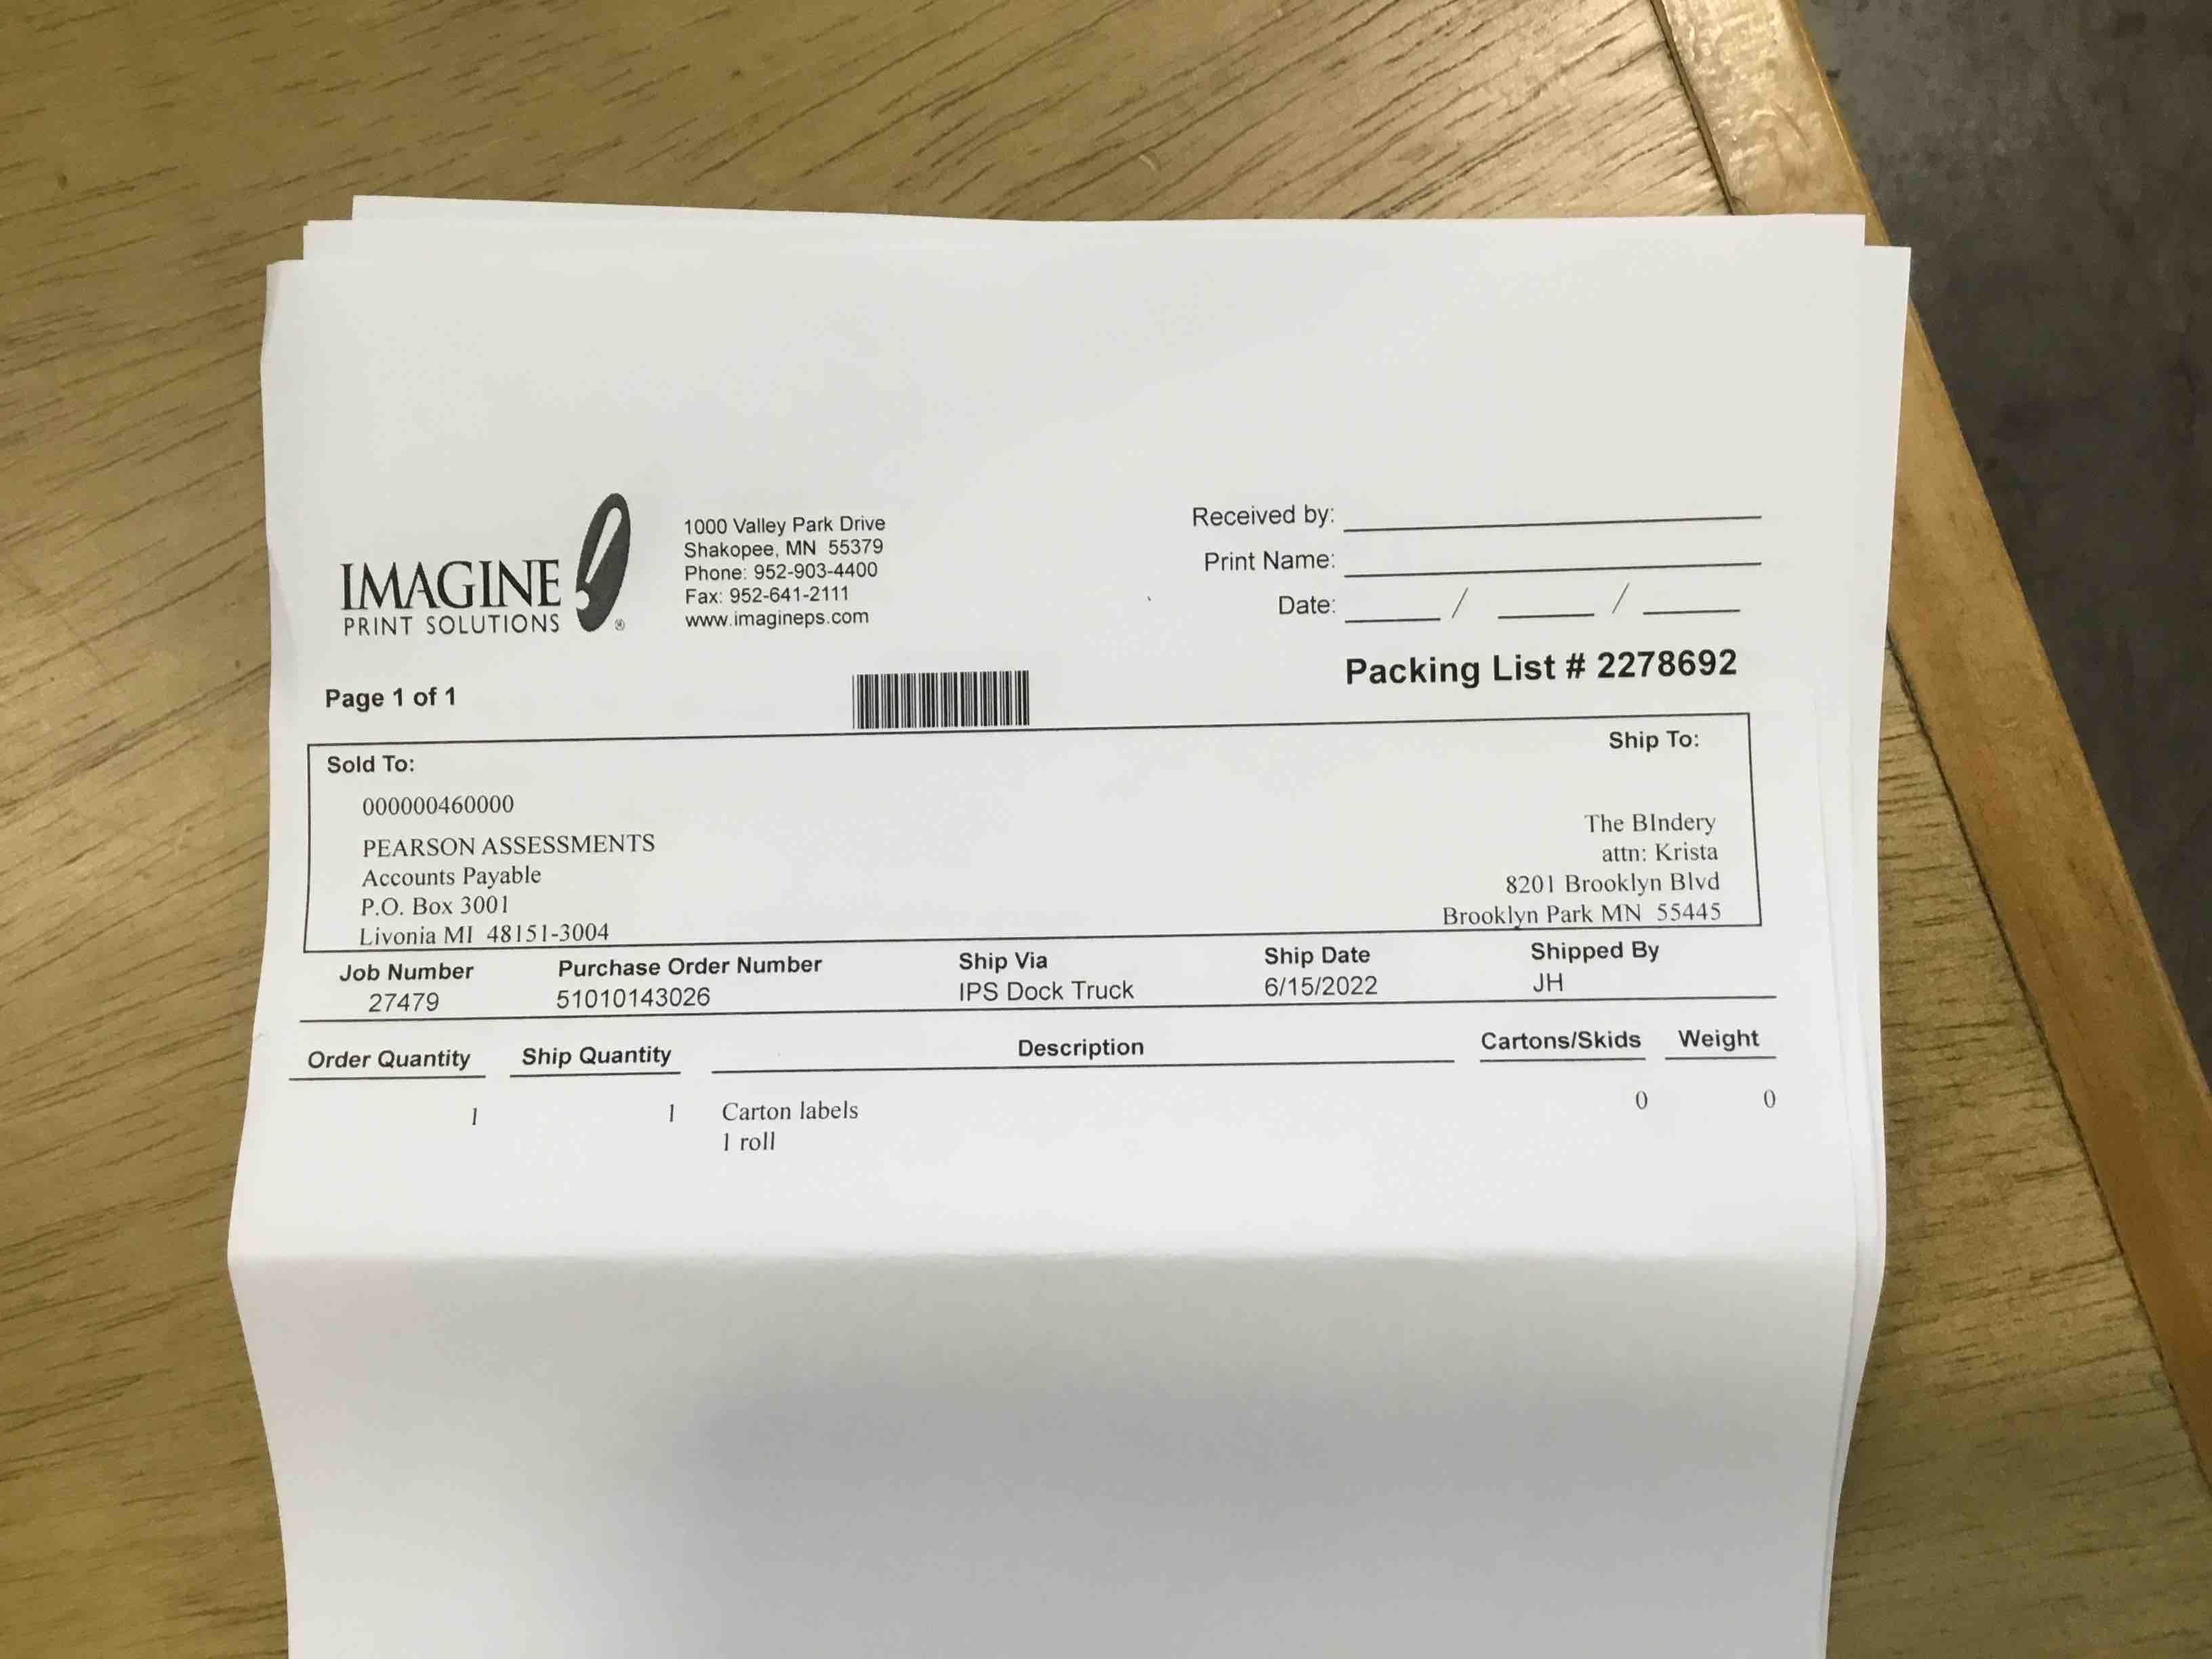 IMAGINE
PRINT SOLUTIONS
®
1000 Valley Park Drive
Shakopee, MN 55379
Phone: 952-903-4400
Fax: 952-641-2111
www.imagineps.com
Received by:
Print Name:
Date: / /
Packing List # 2278692
Page 1 of 1
Sold To:
000000460000
PEARSON ASSESSMENTS
Accounts Payable
P.O. Box 3001
Livonia MI 48151-3004
Ship To:
The BIndery
attn: Krista
8201 Brooklyn Blvd
Brooklyn Park MN 55445
Job Number Purchase Order Number Ship Via Ship Date Shipped By
27479 51010143026 IPS Dock Truck 6/15/2022 JH
Order Quantity Ship Quantity Description Cartons/Skids Weight
1 1 Carton labels 0 0
1 roll